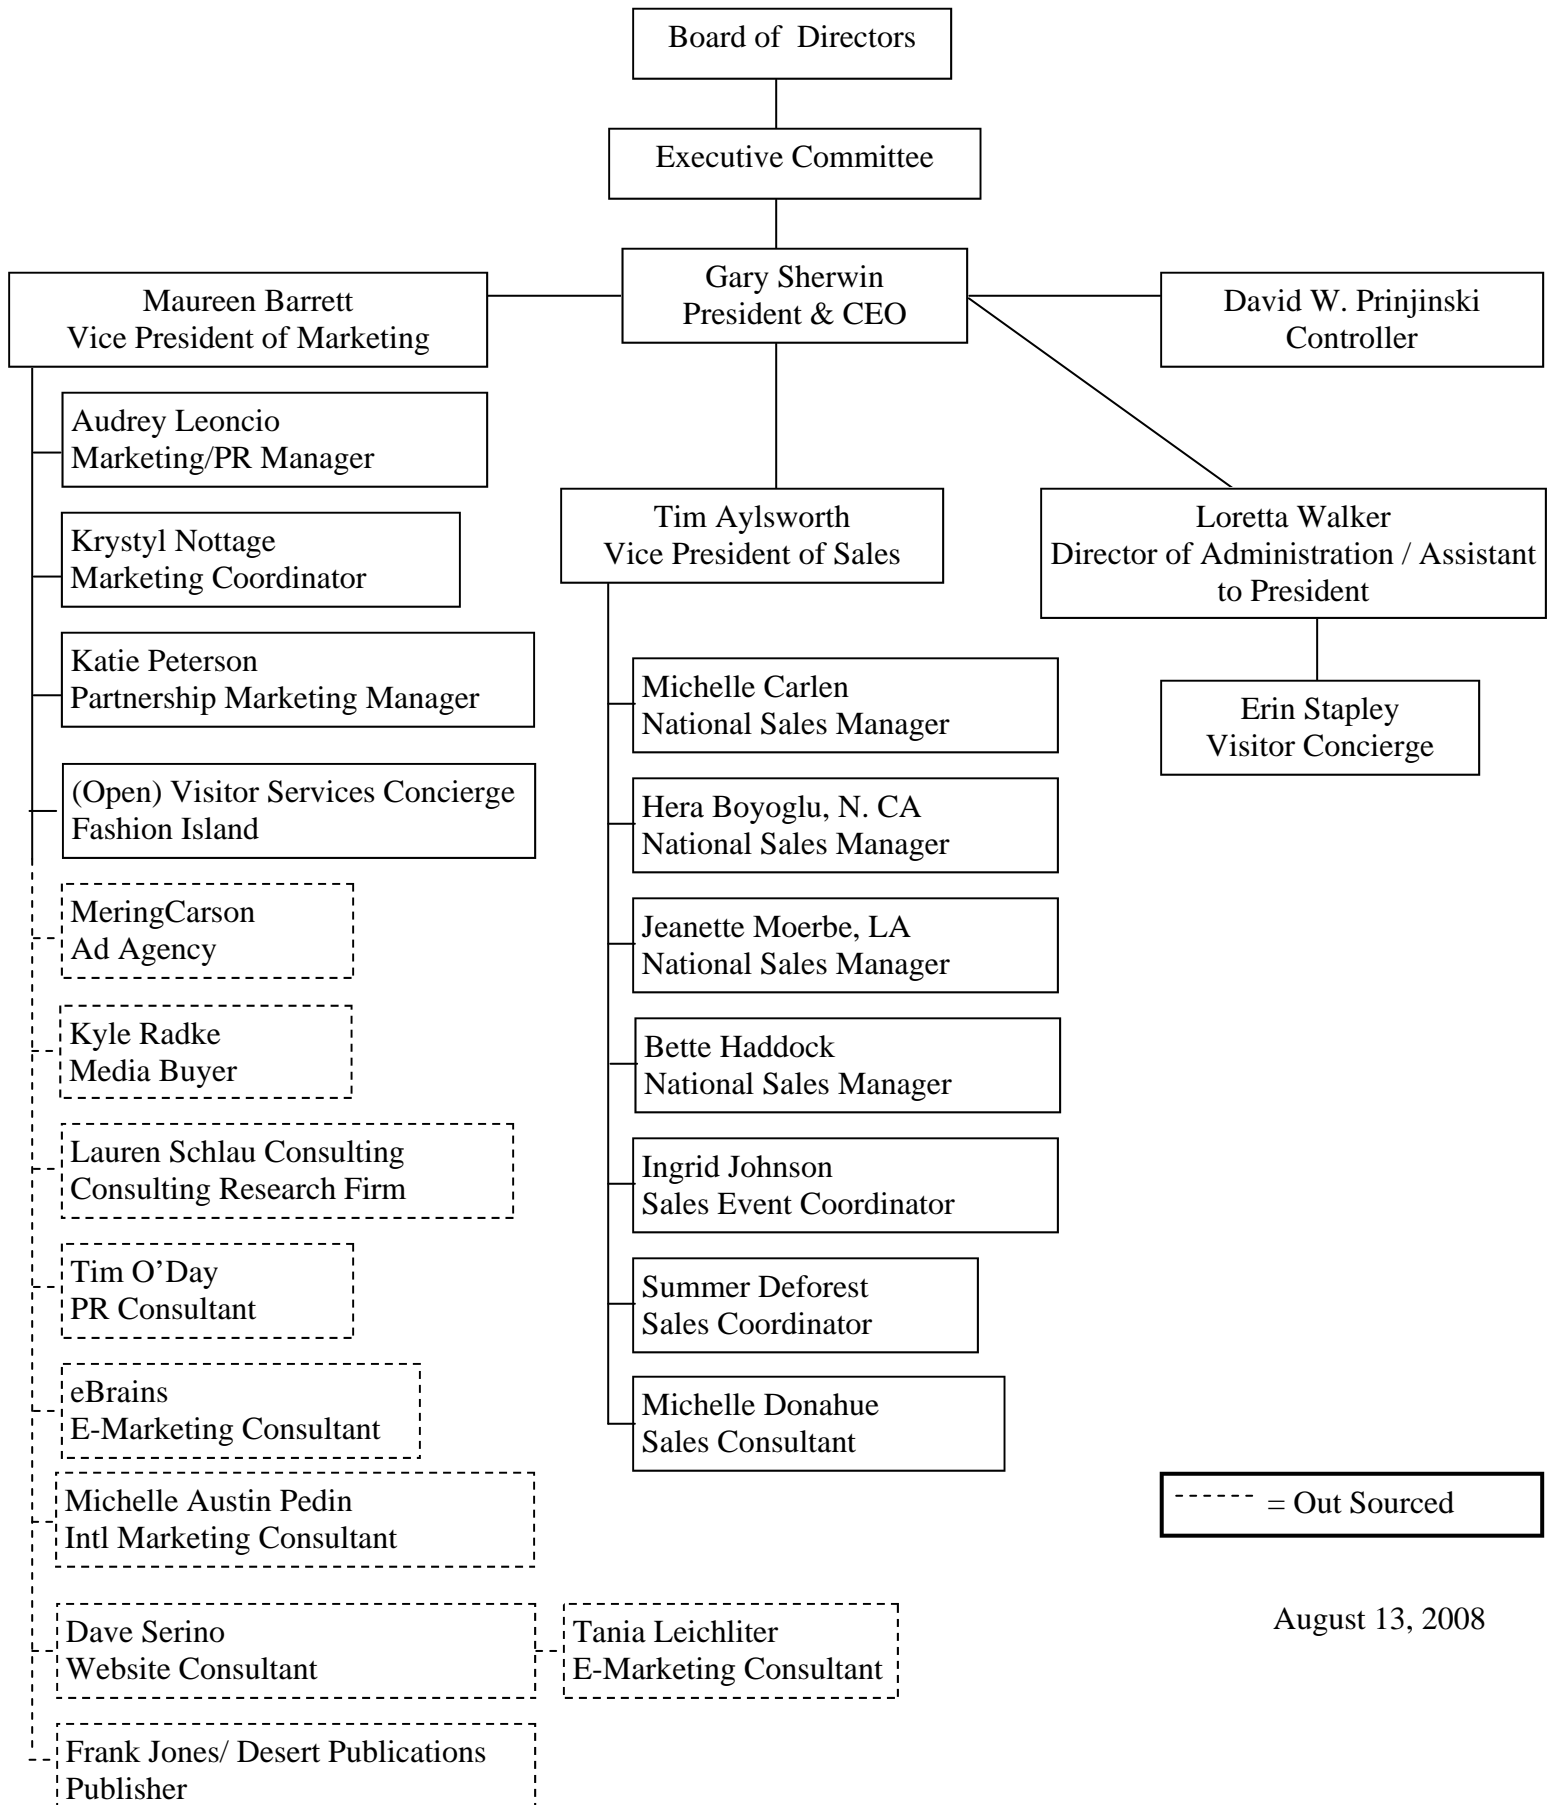 Board of  Directors
Executive Committee
Gary Sherwin
President & CEO
Maureen Barrett
Vice President of Marketing
David W. Prinjinski
Controller
Audrey Leoncio
Marketing/PR Manager
Krystyl Nottage
Marketing Coordinator
Katie Peterson
Partnership Marketing Manager
(Open) Visitor Services Concierge
Fashion Island
MeringCarson
Ad Agency
Kyle Radke
Media Buyer
Lauren Schlau Consulting
Consulting Research Firm
Tim O’Day
PR Consultant
eBrains
E-Marketing Consultant
Michelle Austin Pedin
Intl Marketing Consultant
Dave Serino
Website Consultant
Tania Leichliter
E-Marketing Consultant
Frank Jones/ Desert Publications
Publisher
Tim Aylsworth
Vice President of Sales
Michelle Carlen
National Sales Manager
Hera Boyoglu, N. CA
National Sales Manager
Jeanette Moerbe, LA
National Sales Manager
Bette Haddock
National Sales Manager
Ingrid Johnson
Sales Event Coordinator
Summer Deforest
Sales Coordinator
Michelle Donahue
Sales Consultant
Loretta Walker
Director of Administration / Assistant
to President
Erin Stapley
Visitor Concierge
= Out Sourced
August 13, 2008